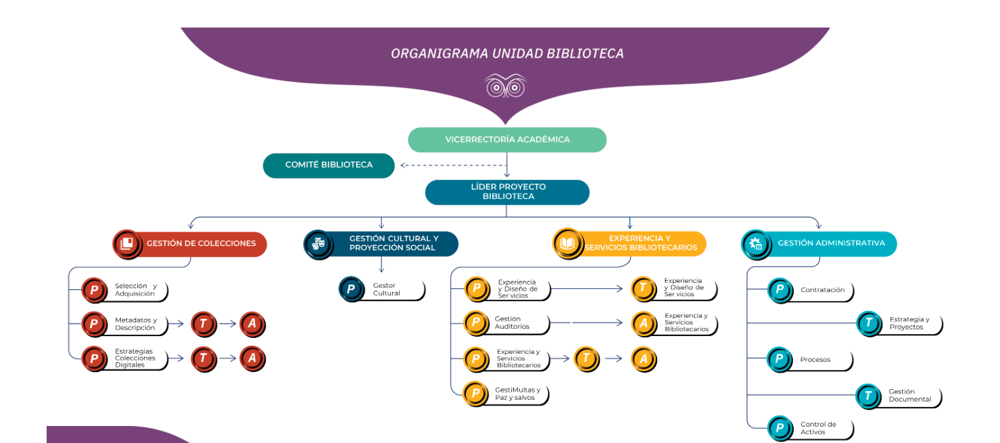 ORGANIGRAMA UNIDAD BIBLIOTECA
VICERRECTORÍA ACADÉMICA
COMITÉ BIBLIOTECA
LÍDER PROYECTO
BIBLIOTECA
GESTIÓN DE COLECCIONES
GESTIÓN CULTURAL Y
PROYECCIÓN SOCIAL
EXPERIENCIA Y
SERVICIOS BIBLIOTECARIOS
GESTIÓN ADMINISTRATIVA
P
Selección y
Adquisición
P
Metadatos y
Descripción
T
A
P
Estrategias
Colecciones
Digitales
T
A
P
Gestor
Cultural
P
Experiencia
y Diseño de
Ser vicios
T
Experiencia
y Diseño de
Ser vicios
P
Gestión
Auditorios
A
Experiencia y
Servicios
Bibliotecarios
P
Experiencia y
Servicios
Bibliotecarios
T
A
P
GestiMultas y
Paz y salvos
P
Contratación
T
Estrategia y
Proyectos
P
Procesos
T
Gestión
Documental
P
Control de
Activos